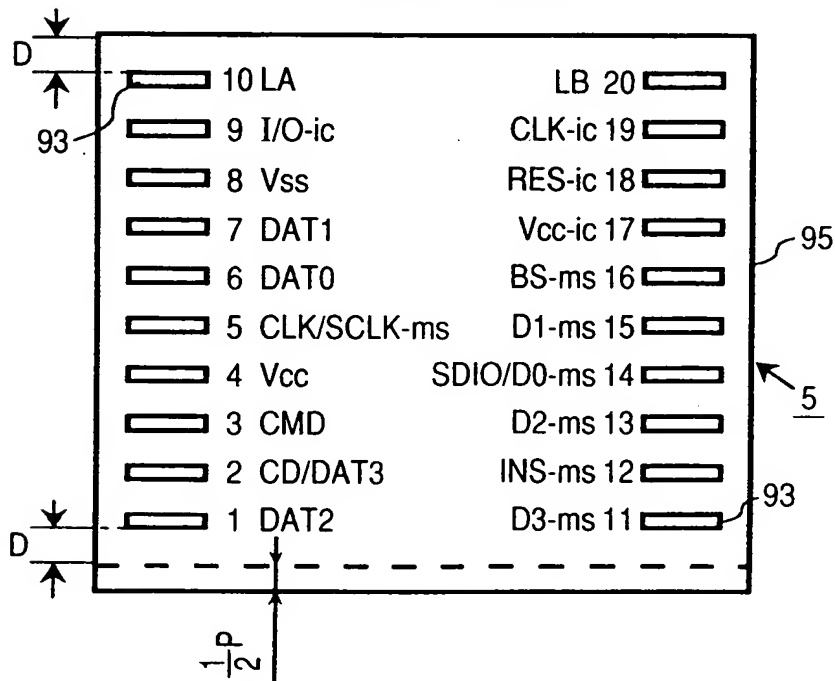 D
10 LA LB 20
93 9 I/O-ic CLK-ic 19
8 Vss RES-ic 18
7 DAT1 Vcc-ic 17 95
6 DAT0 BS-ms 16
5 CLK/SCLK-ms D1-ms 15
4 Vcc SDIO/D0-ms 14 5
3 CMD D2-ms 13
2 CD/DAT3 INS-ms 12 93
D 1 DAT2 D3-ms 11
1/2 P